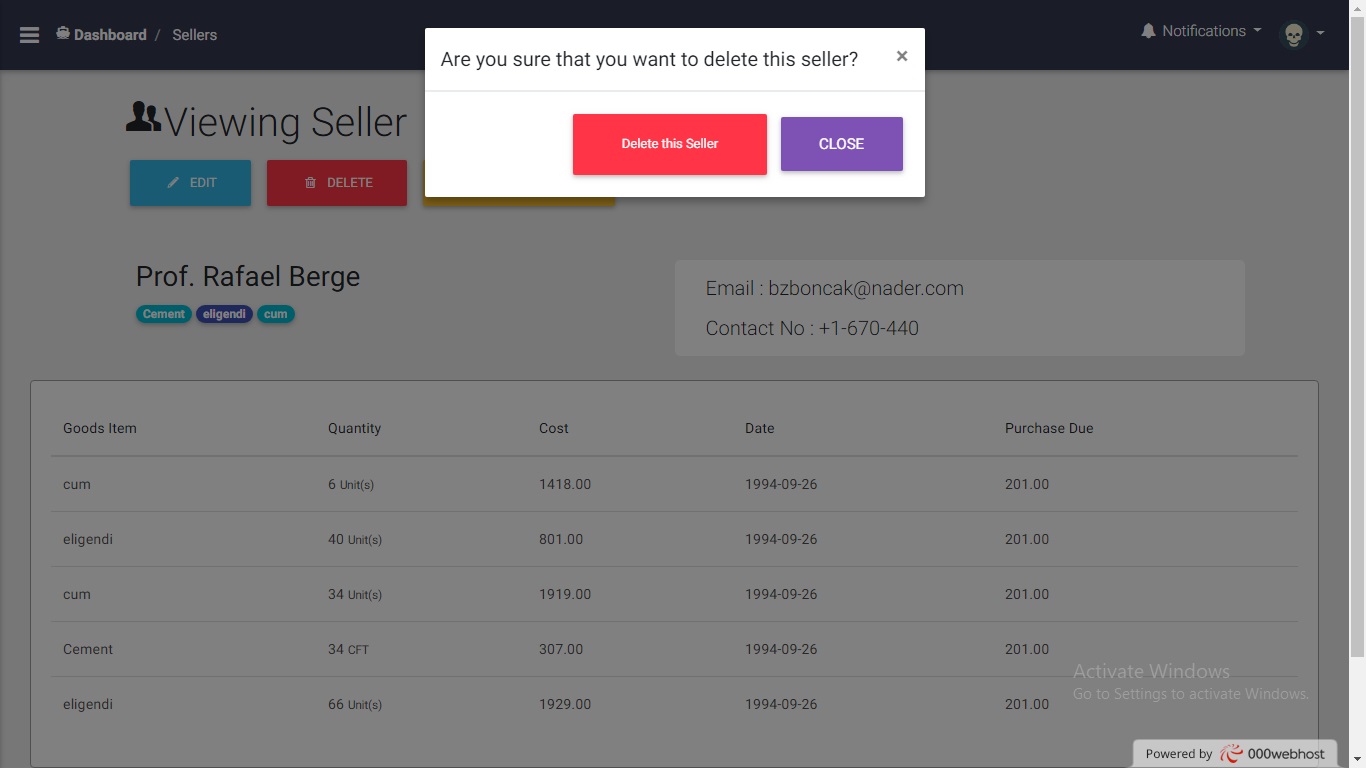 Dashboard / Sellers
Notifications
Are you sure that you want to delete this seller? ×
Delete this Seller CLOSE
Viewing Seller
EDIT DELETE
Prof. Rafael Berge
Cement eligendi cum
Email : bzboncak@nader.com
Contact No : +1-670-440
Goods Item Quantity Cost Date Purchase Due
cum 6 Unit(s) 1418.00 1994-09-26 201.00
eligendi 40 Unit(s) 801.00 1994-09-26 201.00
cum 34 Unit(s) 1919.00 1994-09-26 201.00
Cement 34 CFT 307.00 1994-09-26 201.00
eligendi 66 Unit(s) 1929.00 1994-09-26 201.00
Activate Windows
Go to Settings to activate Windows.
Powered by 000webhost